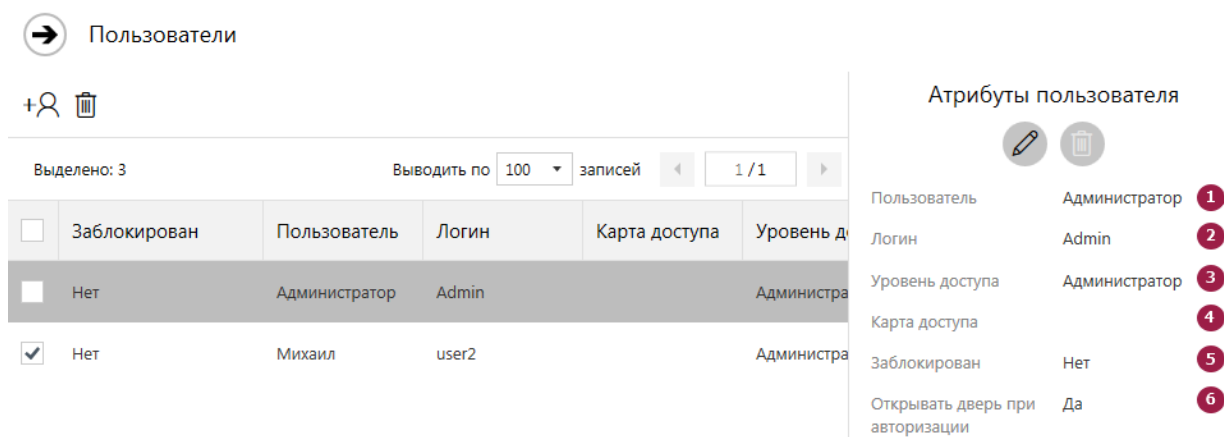 Пользователи
Атрибуты пользователя
Выделено: 3 Выводить по 100 записей 1 / 1
Заблокирован Пользователь Логин Карта доступа Уровень д
Нет Администратор Admin Администра
Нет Михаил user2 Администра
Пользователь Администратор 1
Логин Admin 2
Уровень доступа Администратор 3
Карта доступа 4
Заблокирован Нет 5
Открывать дверь при Да 6
авторизации